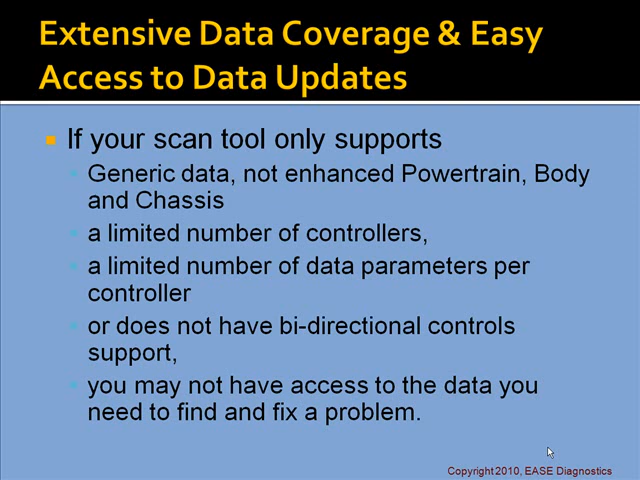 Extensive Data Coverage & Easy
Access to Data Updates
If your scan tool only supports
Generic data, not enhanced Powertrain, Body
and Chassis
a limited number of controllers,
a limited number of data parameters per
controller
or does not have bi-directional controls
support,
you may not have access to the data you
need to find and fix a problem.
Copyright 2010, EASE Diagnostics